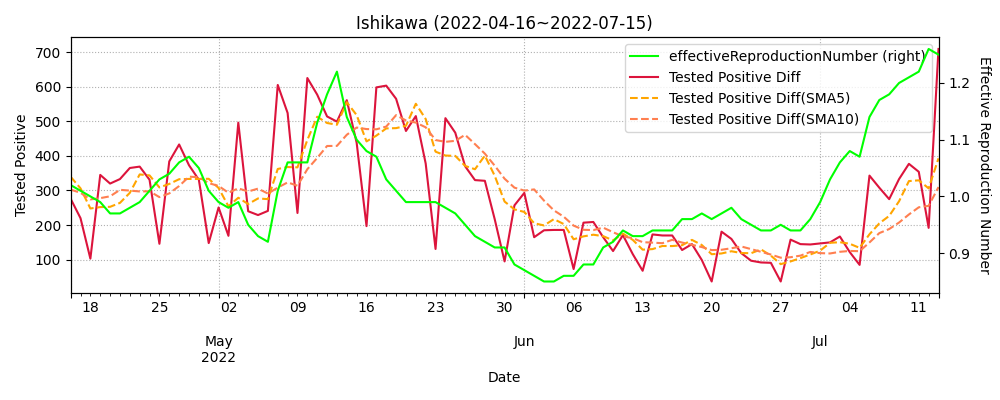 Ishikawa (2022-04-16~2022-07-15)
effectiveReproductionNumber (right)
Tested Positive Diff
Tested Positive Diff(SMA5)
Tested Positive Diff(SMA10)
Tested Positive
700
600
500
400
300
200
100
Effective Reproduction Number
1.2
1.1
1.0
0.9
18 25 02 09 16 23 30 06 13 20 27 04 11
May Jun Jul
2022
Date